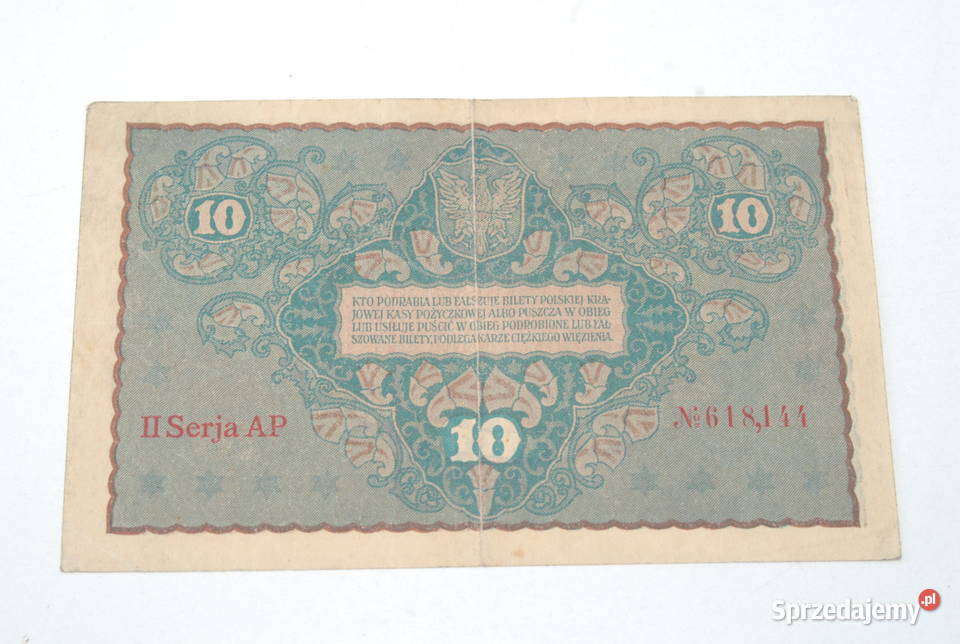 10
10
KTO PODRABIA LUB FAŁSZUJE BILETY POLSKIEJ KRA-
JOWEJ KASY POŻYCZKOWEJ ALBO PUSZCZA W OBIEG
LUB USIŁUJE PUŚCIĆ W OBIEG PODROBIONE LUB FAŁ-
SZOWANE BILETY, PODLEGA KARZE CIĘŻKIEGO WIĘZIENIA.
II Serja AP
№ 618,144
10
Sprzedajemy.pl